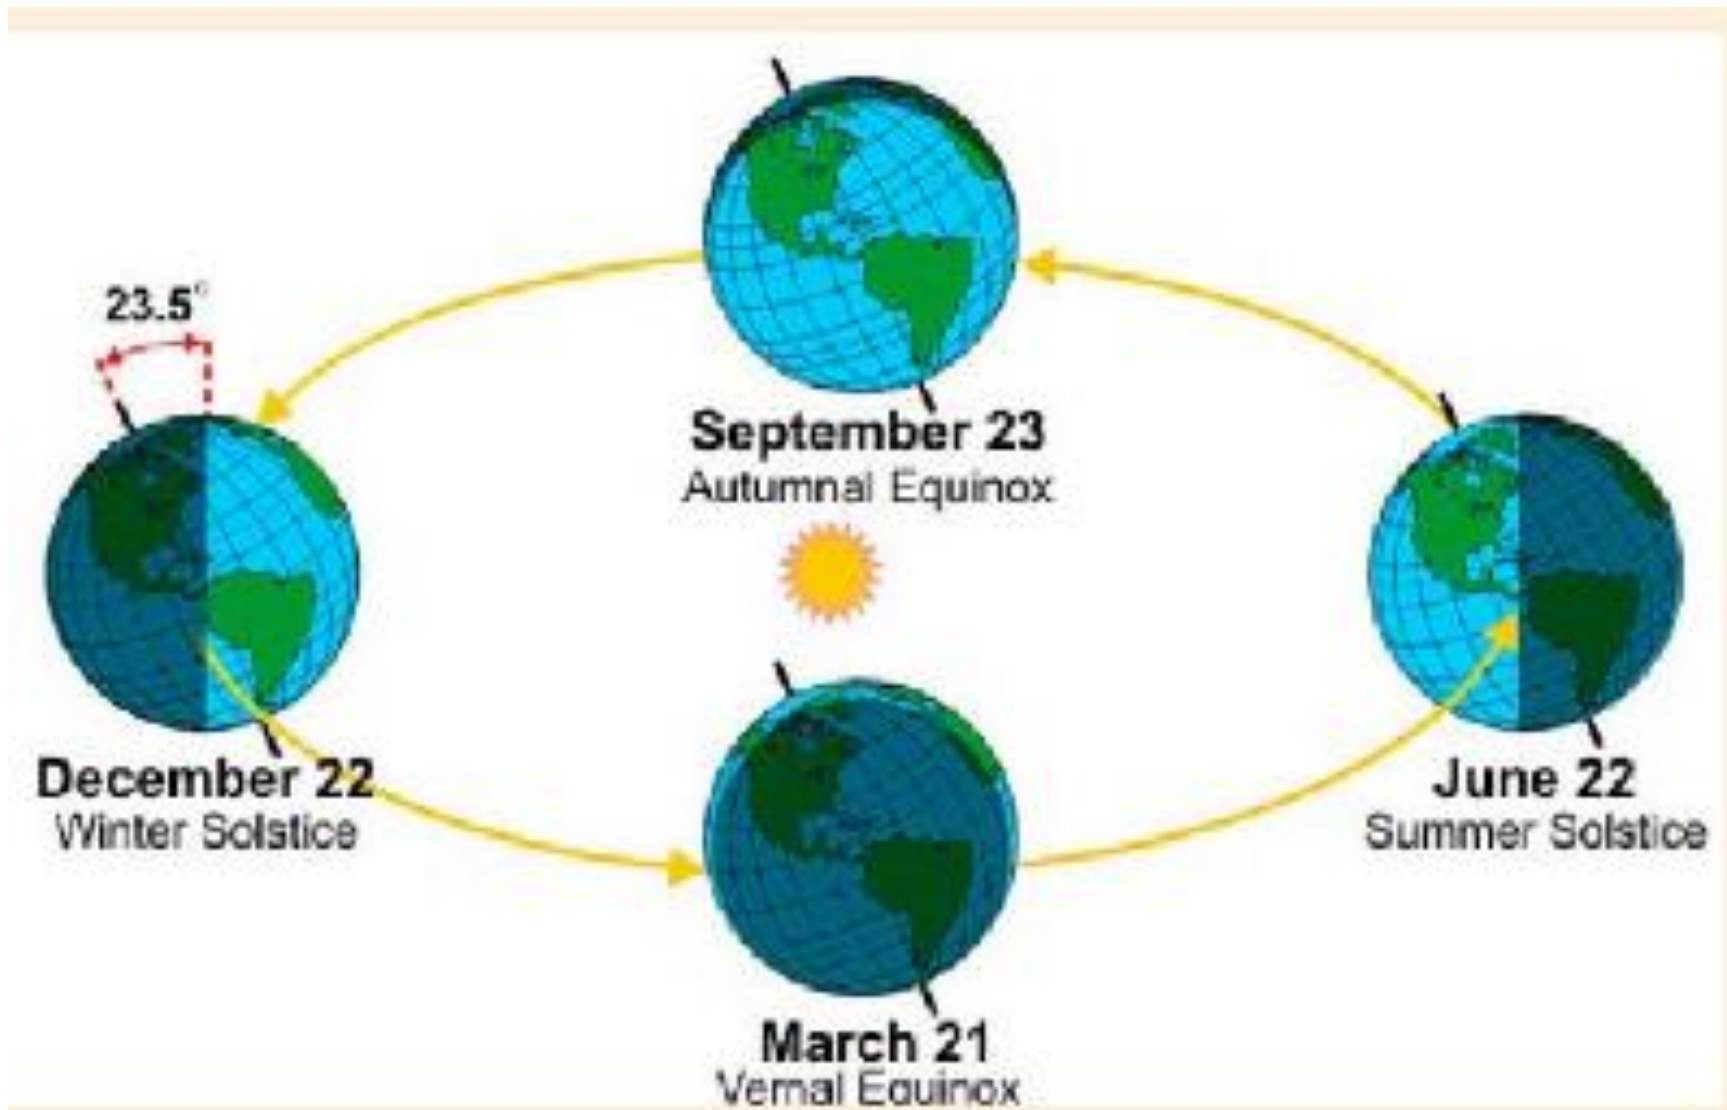 September 23
Autumnal Equinox
23.5°
December 22
Winter Solstice
June 22
Summer Solstice
March 21
Vernal Equinox